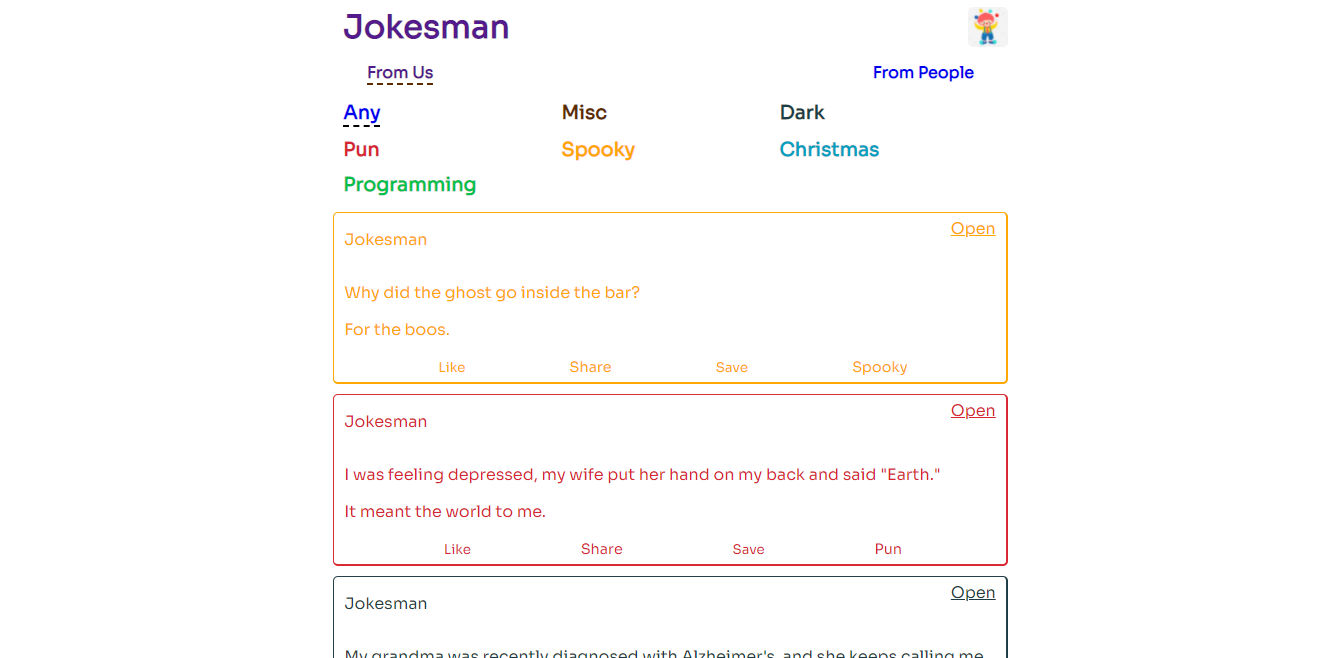 Jokesman
From Us From People
Any Misc Dark
Pun Spooky Christmas
Programming
Open
Jokesman
Why did the ghost go inside the bar?
For the boos.
Like Share Save Spooky
Open
Jokesman
I was feeling depressed, my wife put her hand on my back and said "Earth."
It meant the world to me.
Like Share Save Pun
Open
Jokesman
My grandma was recently diagnosed with Alzheimer's, and she keeps calling me